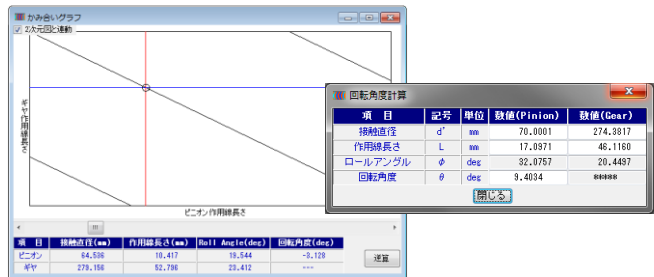 かみ合いグラフ
2次元図と連動
ギヤ作用線長さ
ピニオン作用線長さ
項 目 接触直径(mm) 作用線長さ(mm) Roll Angle(deg) 回転角度(deg)
ピニオン 64.536 10.417 19.544 -3.128
ギヤ 279.156 52.796 23.412 ---
逆算
回転角度計算
項 目 記号 単位 数値(Pinion) 数値(Gear)
接触直径 d' mm 70.0001 274.3817
作用線長さ L mm 17.0971 46.1160
ロールアングル φ deg 32.0757 20.4497
回転角度 θ deg 9.4034 *****
閉じる